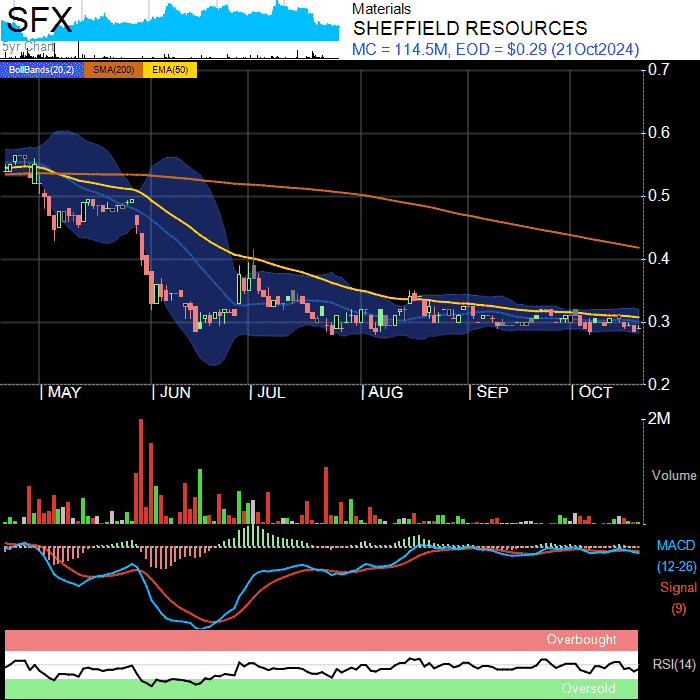 SFX
Materials
SHEFFIELD RESOURCES
5yr Chart
MC = 114.5M, EOD = $0.29 (21Oct2024)
BollBands(20,2) SMA(200) EMA(50)
0.7
0.6
0.5
0.4
0.3
0.2
MAY JUN JUL AUG SEP OCT
2M
Volume
MACD
(12-26)
Signal
(9)
Overbought
RSI(14)
Oversold